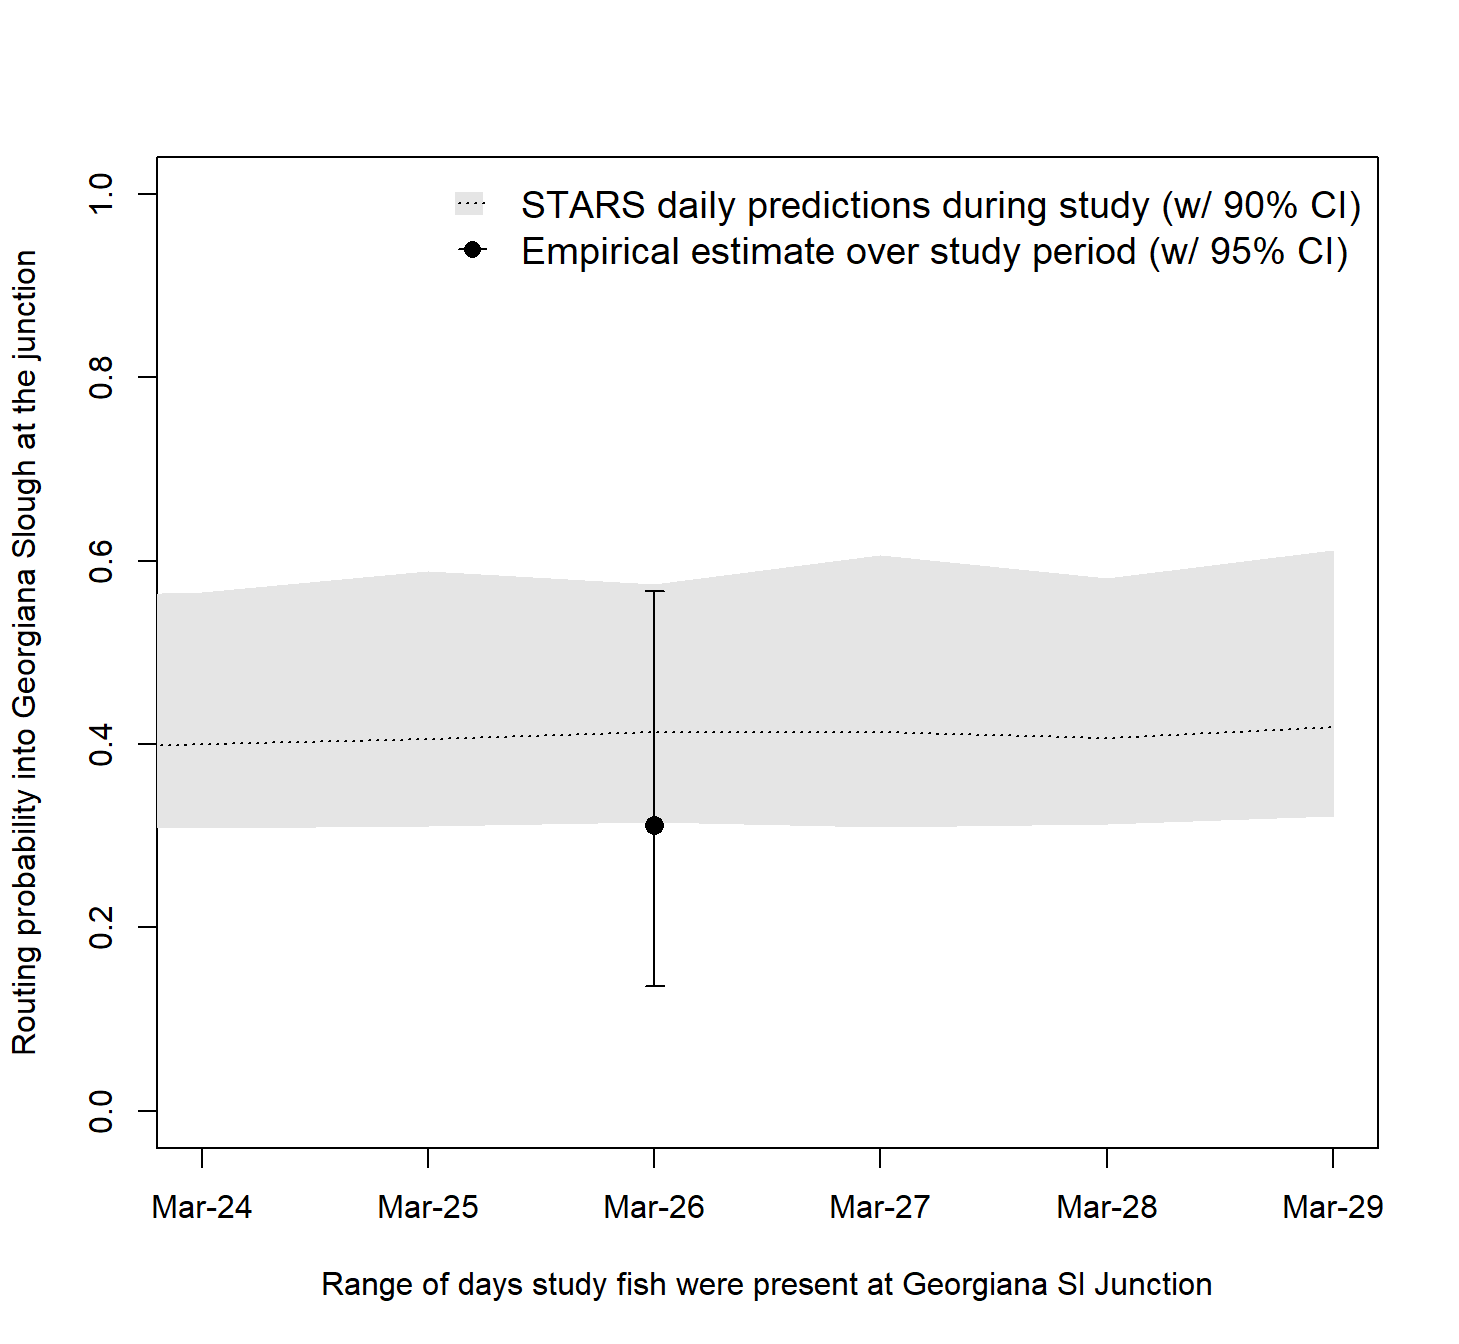 STARS daily predictions during study (w/ 90% CI)
Empirical estimate over study period (w/ 95% CI)
Routing probability into Georgiana Slough at the junction
1.0
0.8
0.6
0.4
0.2
0.0
Mar-24 Mar-25 Mar-26 Mar-27 Mar-28 Mar-29
Range of days study fish were present at Georgiana Sl Junction